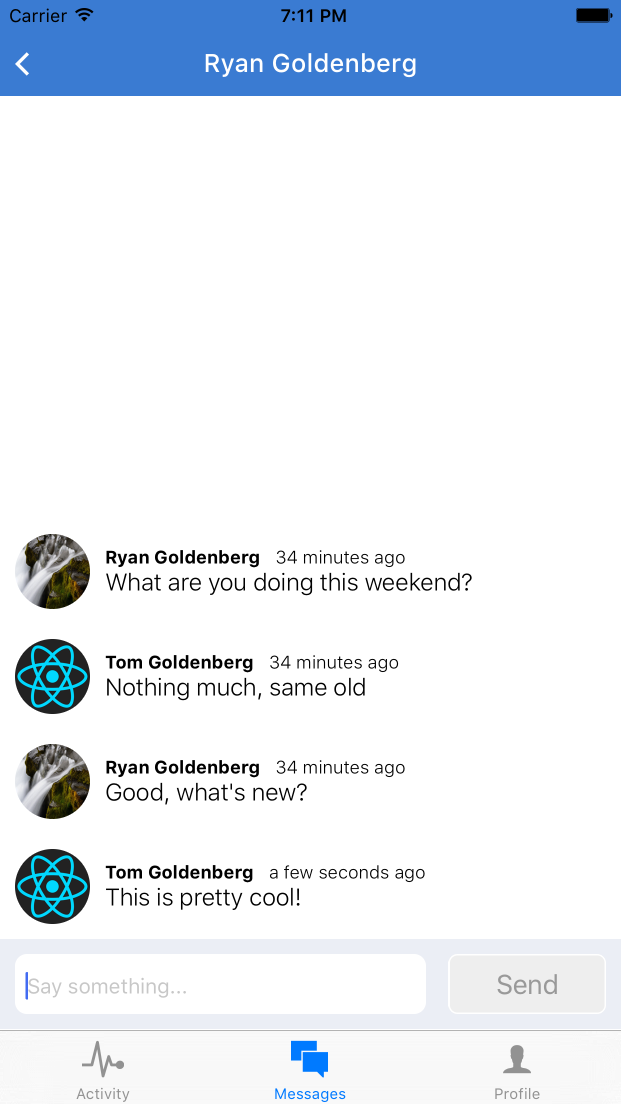 Carrier 7:11 PM
Ryan Goldenberg
Ryan Goldenberg 34 minutes ago
What are you doing this weekend?
Tom Goldenberg 34 minutes ago
Nothing much, same old
Ryan Goldenberg 34 minutes ago
Good, what's new?
Tom Goldenberg a few seconds ago
This is pretty cool!
Say something... Send
Activity Messages Profile